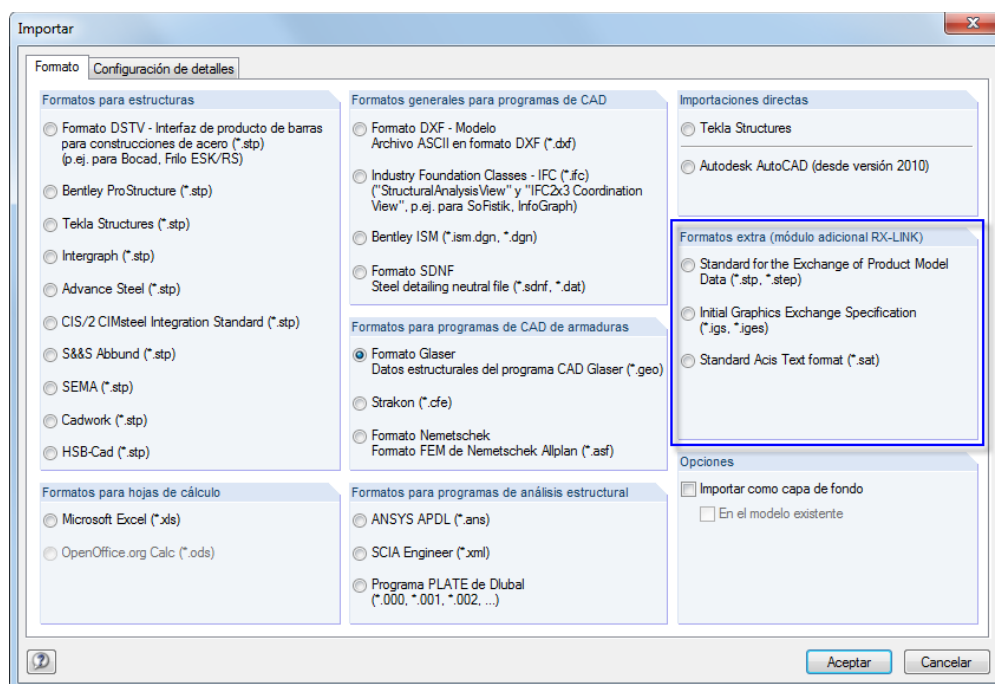 Importar
Formato
Configuración de detalles
Formatos para estructuras
Formato DSTV - Interfaz de producto de barras
para construcciones de acero (*.stp)
(p.ej. para Bocad, Frilo ESK/RS)
Bentley ProStructure (*.stp)
Tekla Structures (*.stp)
Intergraph (*.stp)
Advance Steel (*.stp)
CIS/2 CIMsteel Integration Standard (*.stp)
S&&S Abbund (*.stp)
SEMA (*.stp)
Cadwork (*.stp)
HSB-Cad (*.stp)
Formatos para hojas de cálculo
Microsoft Excel (*.xls)
OpenOffice.org Calc (*.ods)
Formatos generales para programas de CAD
Formato DXF - Modelo
Archivo ASCII en formato DXF (*.dxf)
Industry Foundation Classes - IFC (*.ifc)
("StructuralAnalysisView" y "IFC2x3 Coordination
View", p.ej. para SoFistik, InfoGraph)
Bentley ISM (*.ism.dgn, *.dgn)
Formato SDNF
Steel detailing neutral file (*.sdnf, *.dat)
Formatos para programas de CAD de armaduras
Formato Glaser
Datos estructurales del programa CAD Glaser (*.geo)
Strakon (*.cfe)
Formato Nemetschek
Formato FEM de Nemetschek Allplan (*.asf)
Formatos para programas de análisis estructural
ANSYS APDL (*.ans)
SCIA Engineer (*.xml)
Programa PLATE de Dlubal
(*.000, *.001, *.002, ...)
Importaciones directas
Tekla Structures
Autodesk AutoCAD (desde versión 2010)
Formatos extra (módulo adicional RX-LINK)
Standard for the Exchange of Product Model
Data (*.stp, *.step)
Initial Graphics Exchange Specification
(*.igs, *.iges)
Standard Acis Text format (*.sat)
Opciones
Importar como capa de fondo
En el modelo existente
Aceptar
Cancelar